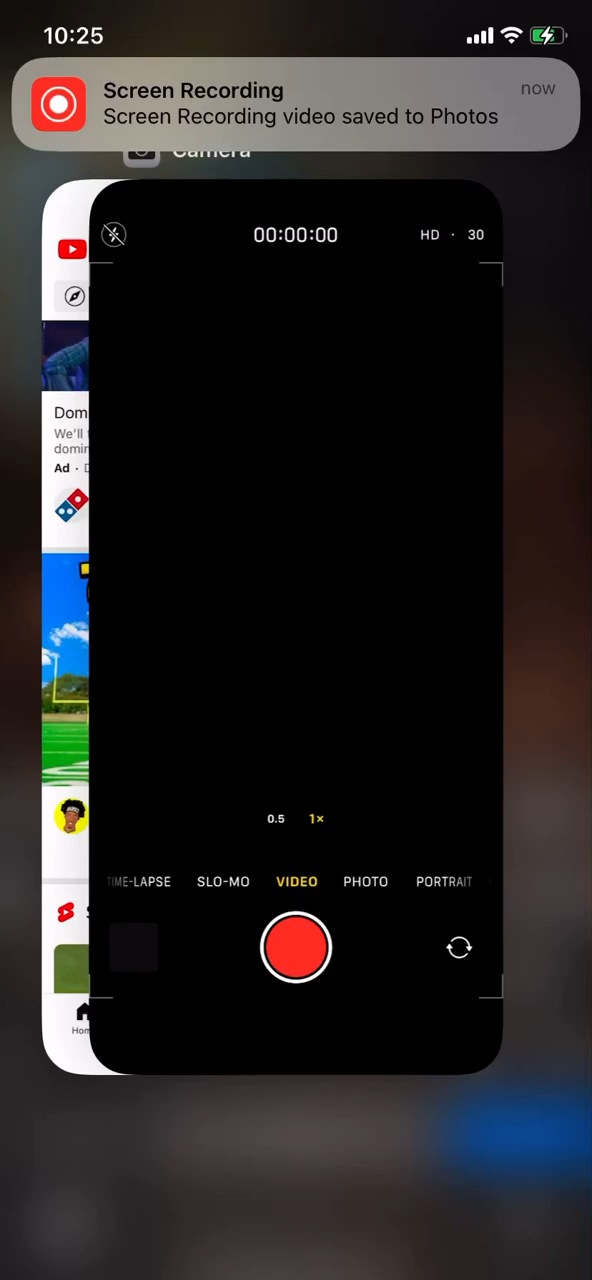 10:25
Screen Recording
now
Screen Recording video saved to Photos
Camera
00:00:00
HD · 30
Dom
We'll
domin
Ad ·
0.5 1×
TIME-LAPSE SLO-MO VIDEO PHOTO PORTRAIT
Hom